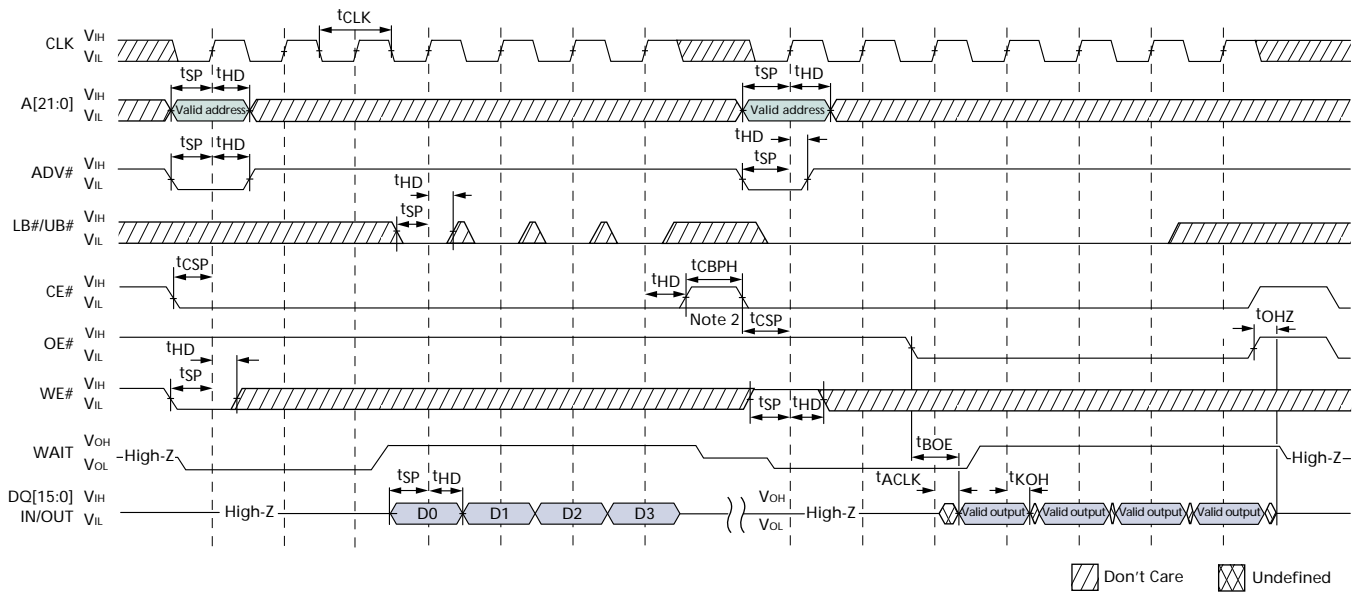 tCLK
CLK VIH
VIL
tSP tHD tSP tHD
A[21:0] VIH
VIL
Valid address Valid address
tSP tHD tHD
tSP
ADV# VIH
VIL
tHD
tSP
LB#/UB# VIH
VIL
tCSP tHD tCBPH
CE# VIH
VIL
Note 2
tCSP
OE# VIH
VIL
tOHZ
tHD
tSP
WE# VIH
VIL
tSP tHD
tBOE
WAIT VOH
VOL
High-Z High-Z
tSP tHD tACLK tKOH
DQ[15:0]
IN/OUT
VIH
VIL
High-Z D0 D1 D2 D3 VOH
VOL
High-Z Valid output Valid output Valid output Valid output
Don't Care Undefined